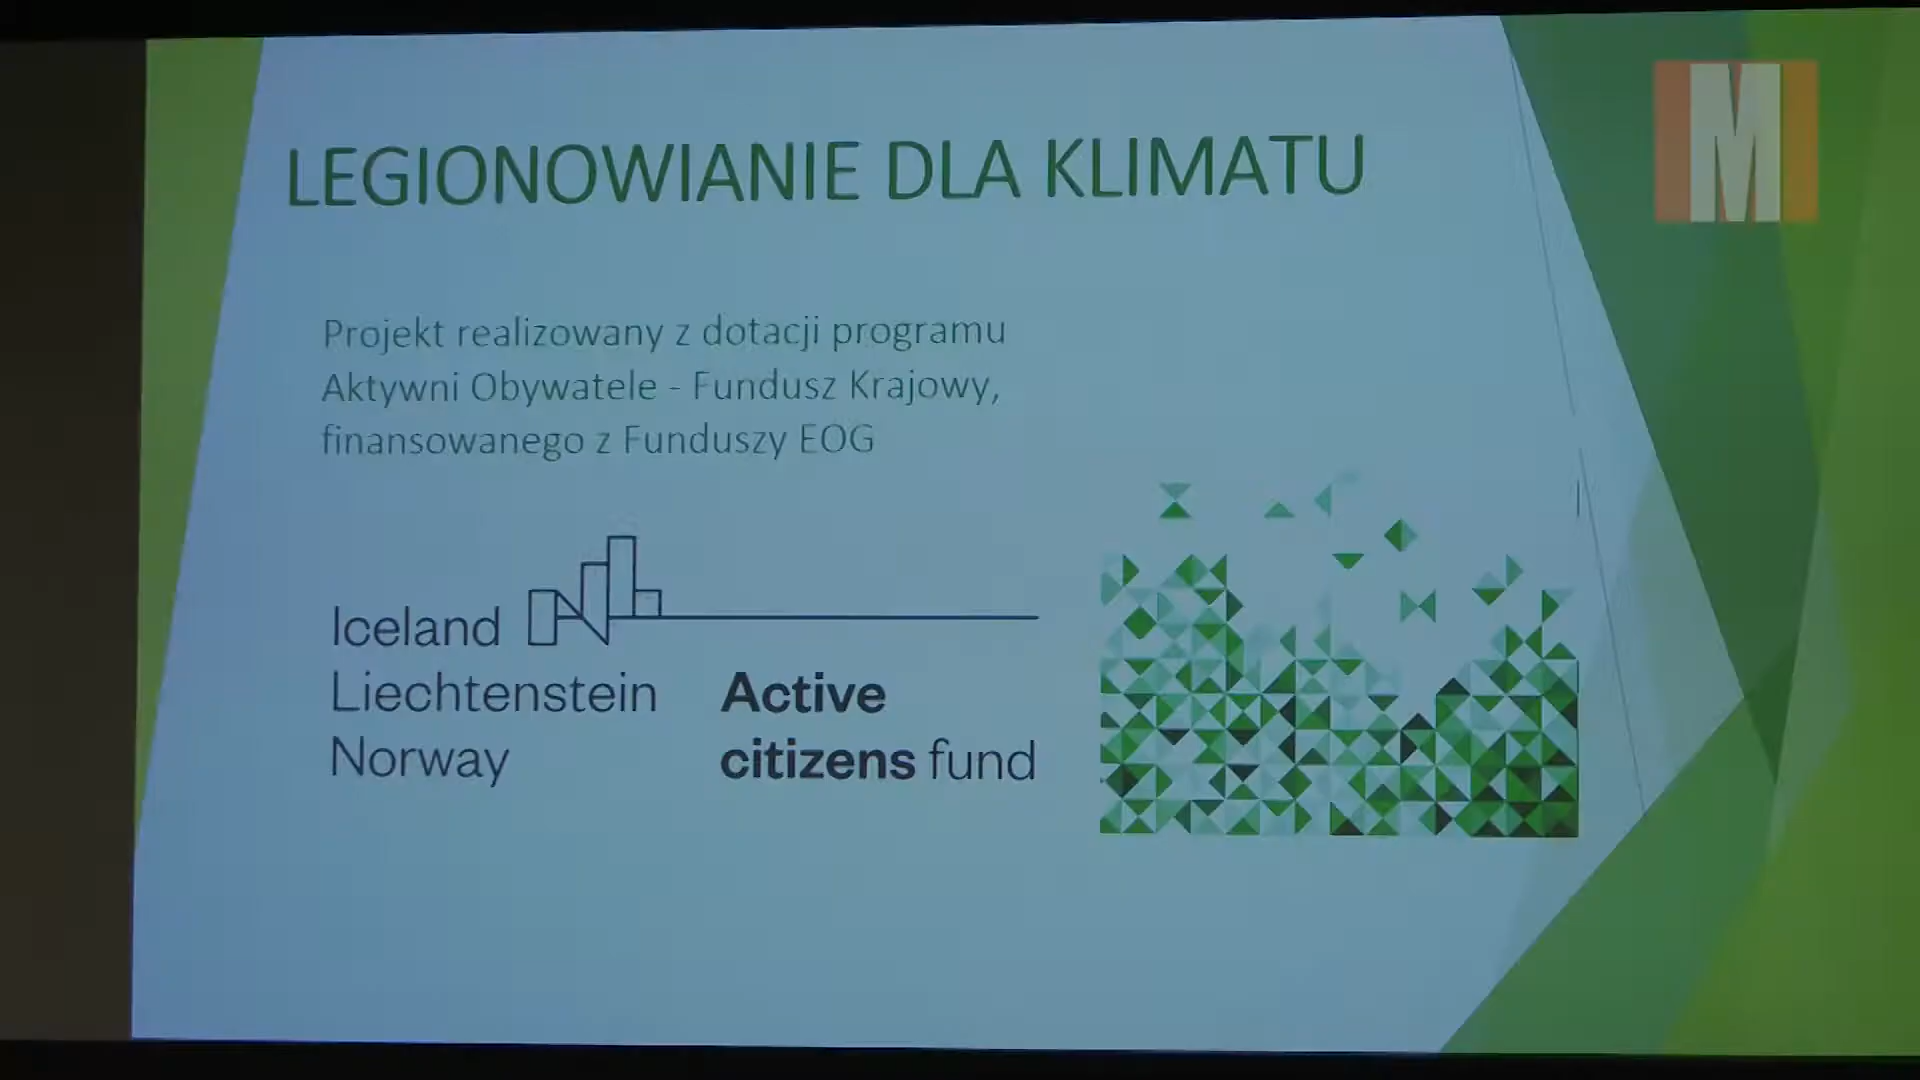 LEGIONOWIANIE DLA KLIMATU
M
Projekt realizowany z dotacji programu
Aktywni Obywatele - Fundusz Krajowy,
finansowanego z Funduszy EOG
Iceland
Liechtenstein
Norway
Active
citizens fund